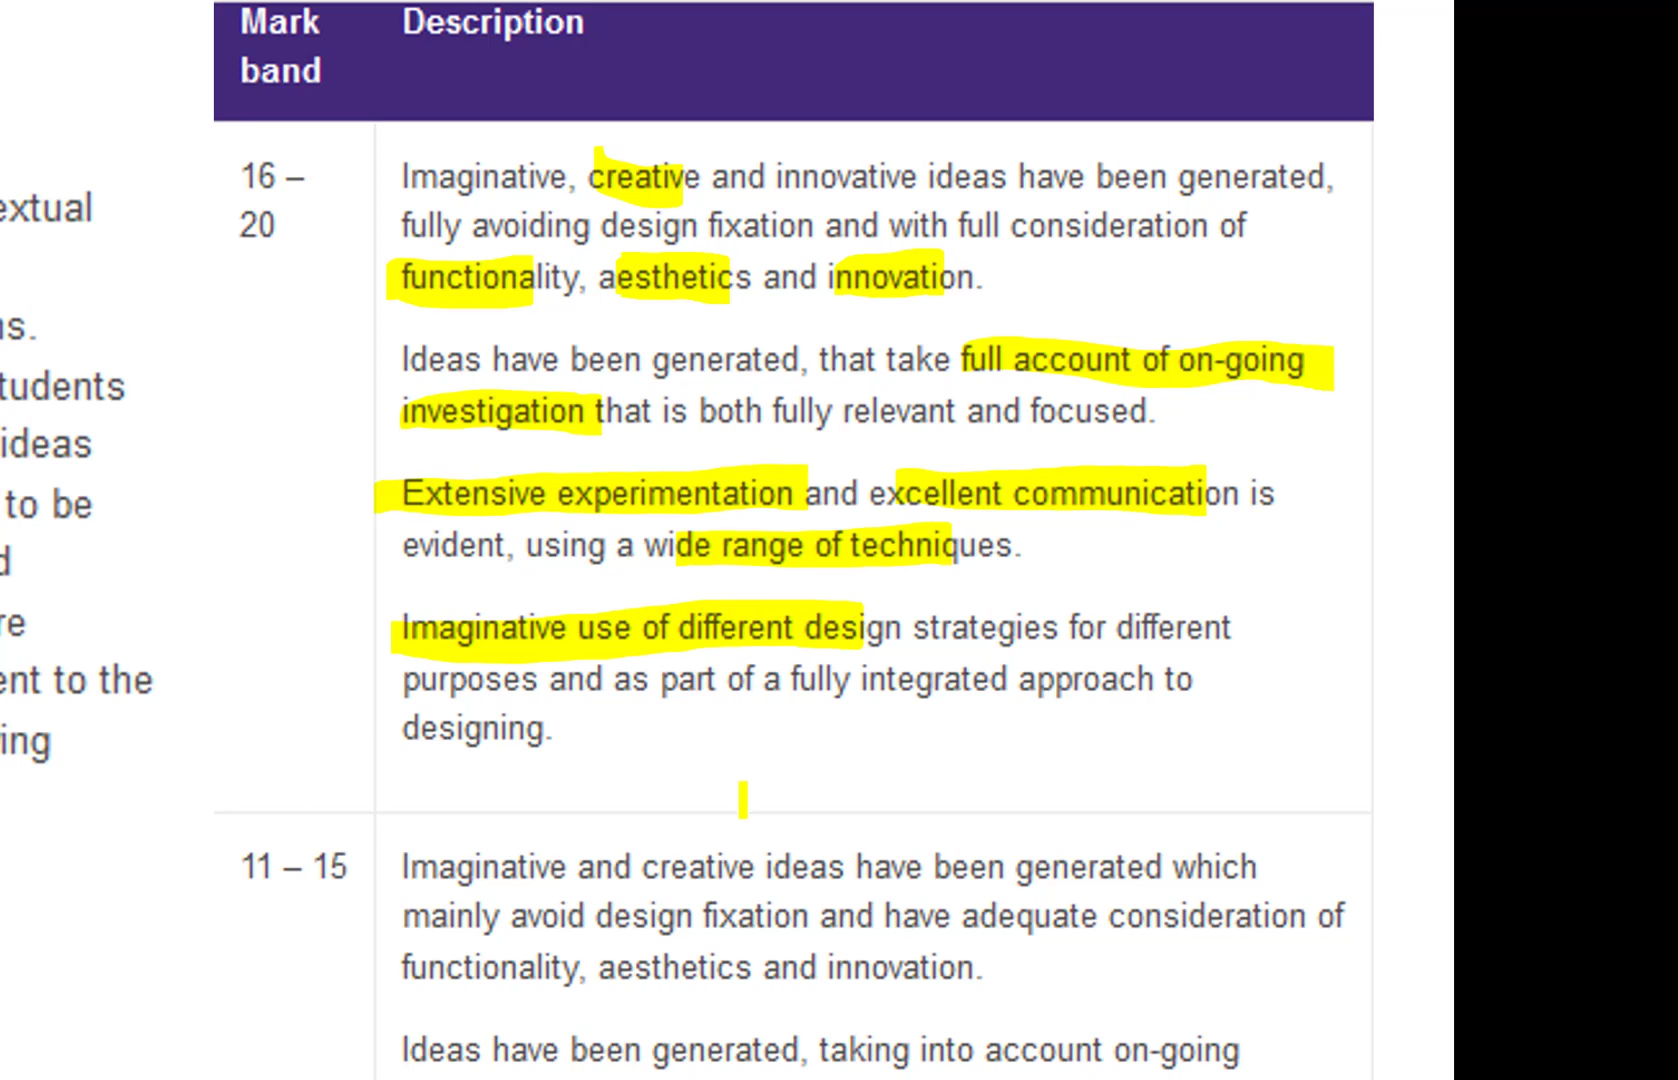 extual
ns.
tudents
ideas
to be
d
re
ent to the
ring
Mark band
Description
16 – 20
Imaginative, creative and innovative ideas have been generated,
fully avoiding design fixation and with full consideration of
functionality, aesthetics and innovation.
Ideas have been generated, that take full account of on-going
investigation that is both fully relevant and focused.
Extensive experimentation and excellent communication is
evident, using a wide range of techniques.
Imaginative use of different design strategies for different
purposes and as part of a fully integrated approach to
designing.
11 – 15
Imaginative and creative ideas have been generated which
mainly avoid design fixation and have adequate consideration of
functionality, aesthetics and innovation.
Ideas have been generated, taking into account on-going